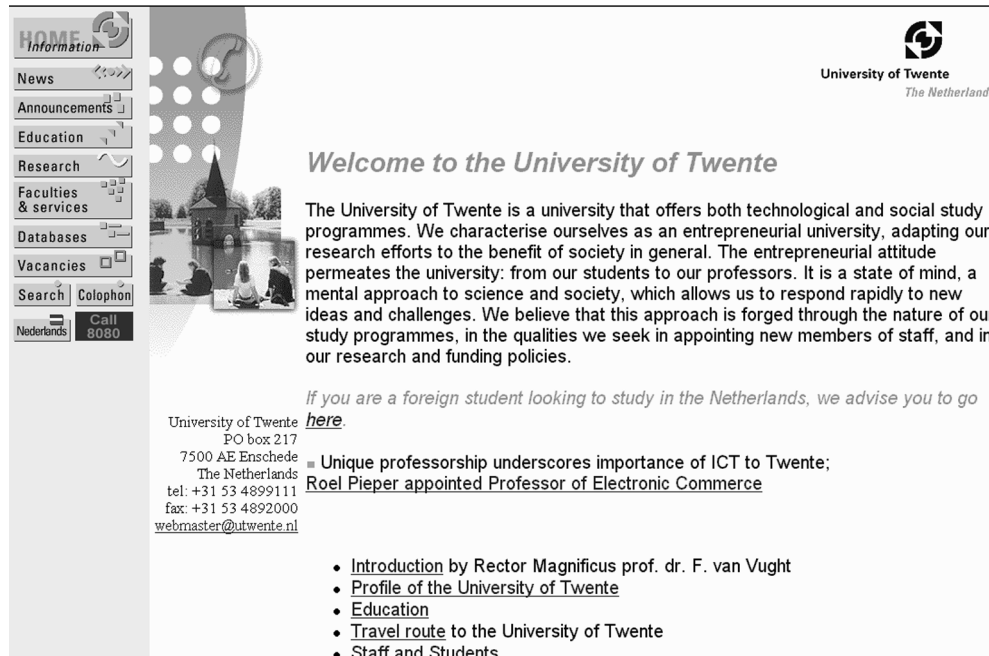 HOME
Information
News
Announcements
Education
Research
Faculties
& services
Databases
Vacancies
Search Colophon
Nederlands Call
8080
University of Twente
The Netherland
Welcome to the University of Twente
The University of Twente is a university that offers both technological and social study
programmes. We characterise ourselves as an entrepreneurial university, adapting our
research efforts to the benefit of society in general. The entrepreneurial attitude
permeates the university: from our students to our professors. It is a state of mind, a
mental approach to science and society, which allows us to respond rapidly to new
ideas and challenges. We believe that this approach is forged through the nature of ou
study programmes, in the qualities we seek in appointing new members of staff, and in
our research and funding policies.
If you are a foreign student looking to study in the Netherlands, we advise you to go
here.
University of Twente
PO box 217
7500 AE Enschede
The Netherlands
tel: +31 53 4899111
fax: +31 53 4892000
webmaster@utwente.nl
Unique professorship underscores importance of ICT to Twente;
Roel Pieper appointed Professor of Electronic Commerce
• Introduction by Rector Magnificus prof. dr. F. van Vught
• Profile of the University of Twente
• Education
• Travel route to the University of Twente
• Staff and Students